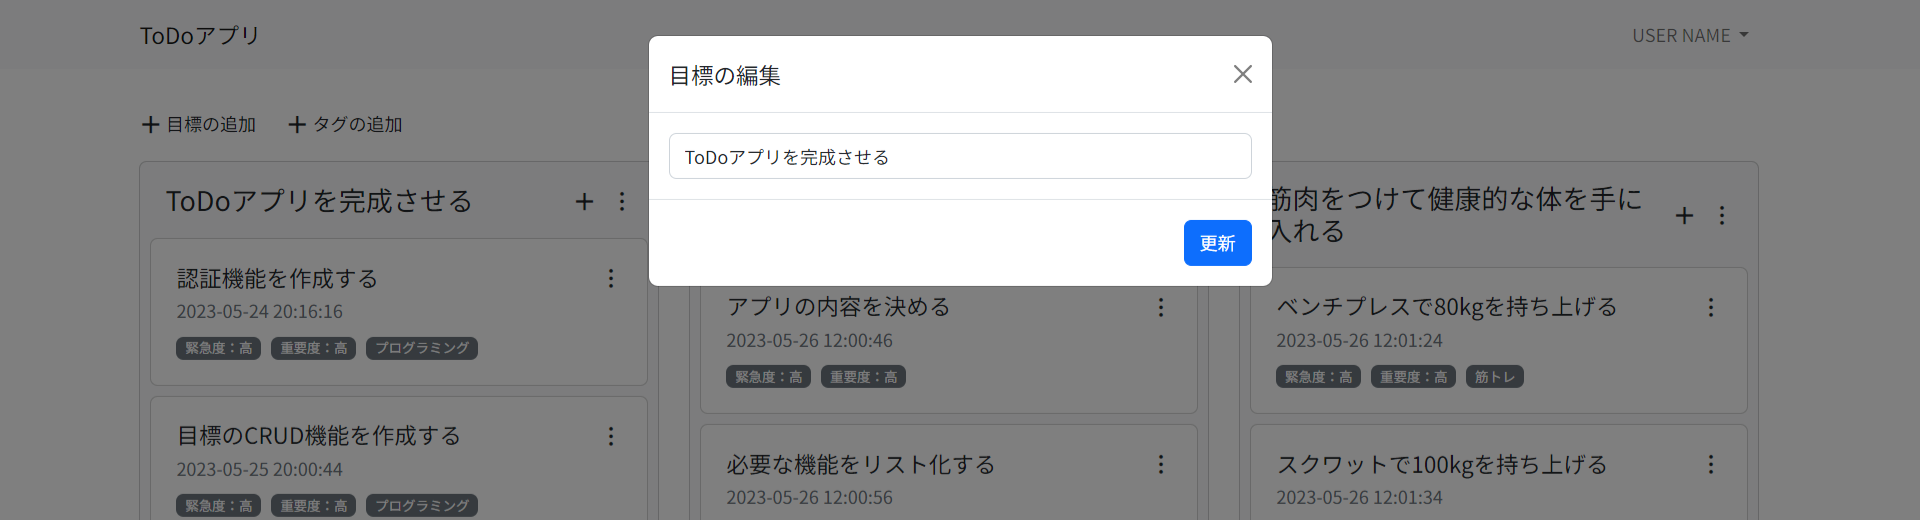 ToDoアプリ
USER NAME
目標の編集
ToDoアプリを完成させる
更新
目標の追加
タグの追加
ToDoアプリを完成させる
認証機能を作成する
2023-05-24 20:16:16
緊急度：高 重要度：高 プログラミング
目標のCRUD機能を作成する
2023-05-25 20:00:44
緊急度：高 重要度：高 プログラミング
アプリの内容を決める
2023-05-26 12:00:46
緊急度：高 重要度：高
必要な機能をリスト化する
2023-05-26 12:00:56
筋肉をつけて健康的な体を手に
入れる
ベンチプレスで80kgを持ち上げる
2023-05-26 12:01:24
緊急度：高 重要度：高 筋トレ
スクワットで100kgを持ち上げる
2023-05-26 12:01:34